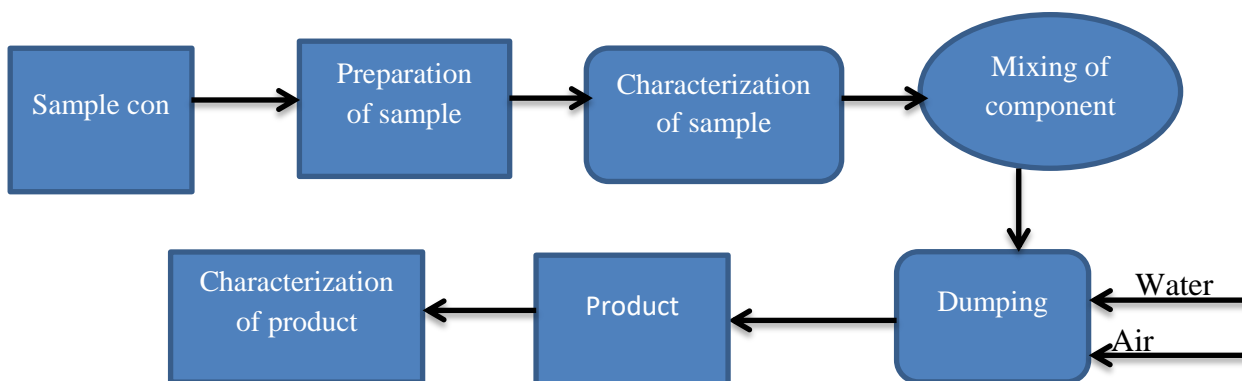 Sample con
Preparation
of sample
Characterization
of sample
Mixing of
component
Characterization
of product
Product
Dumping
Water
Air